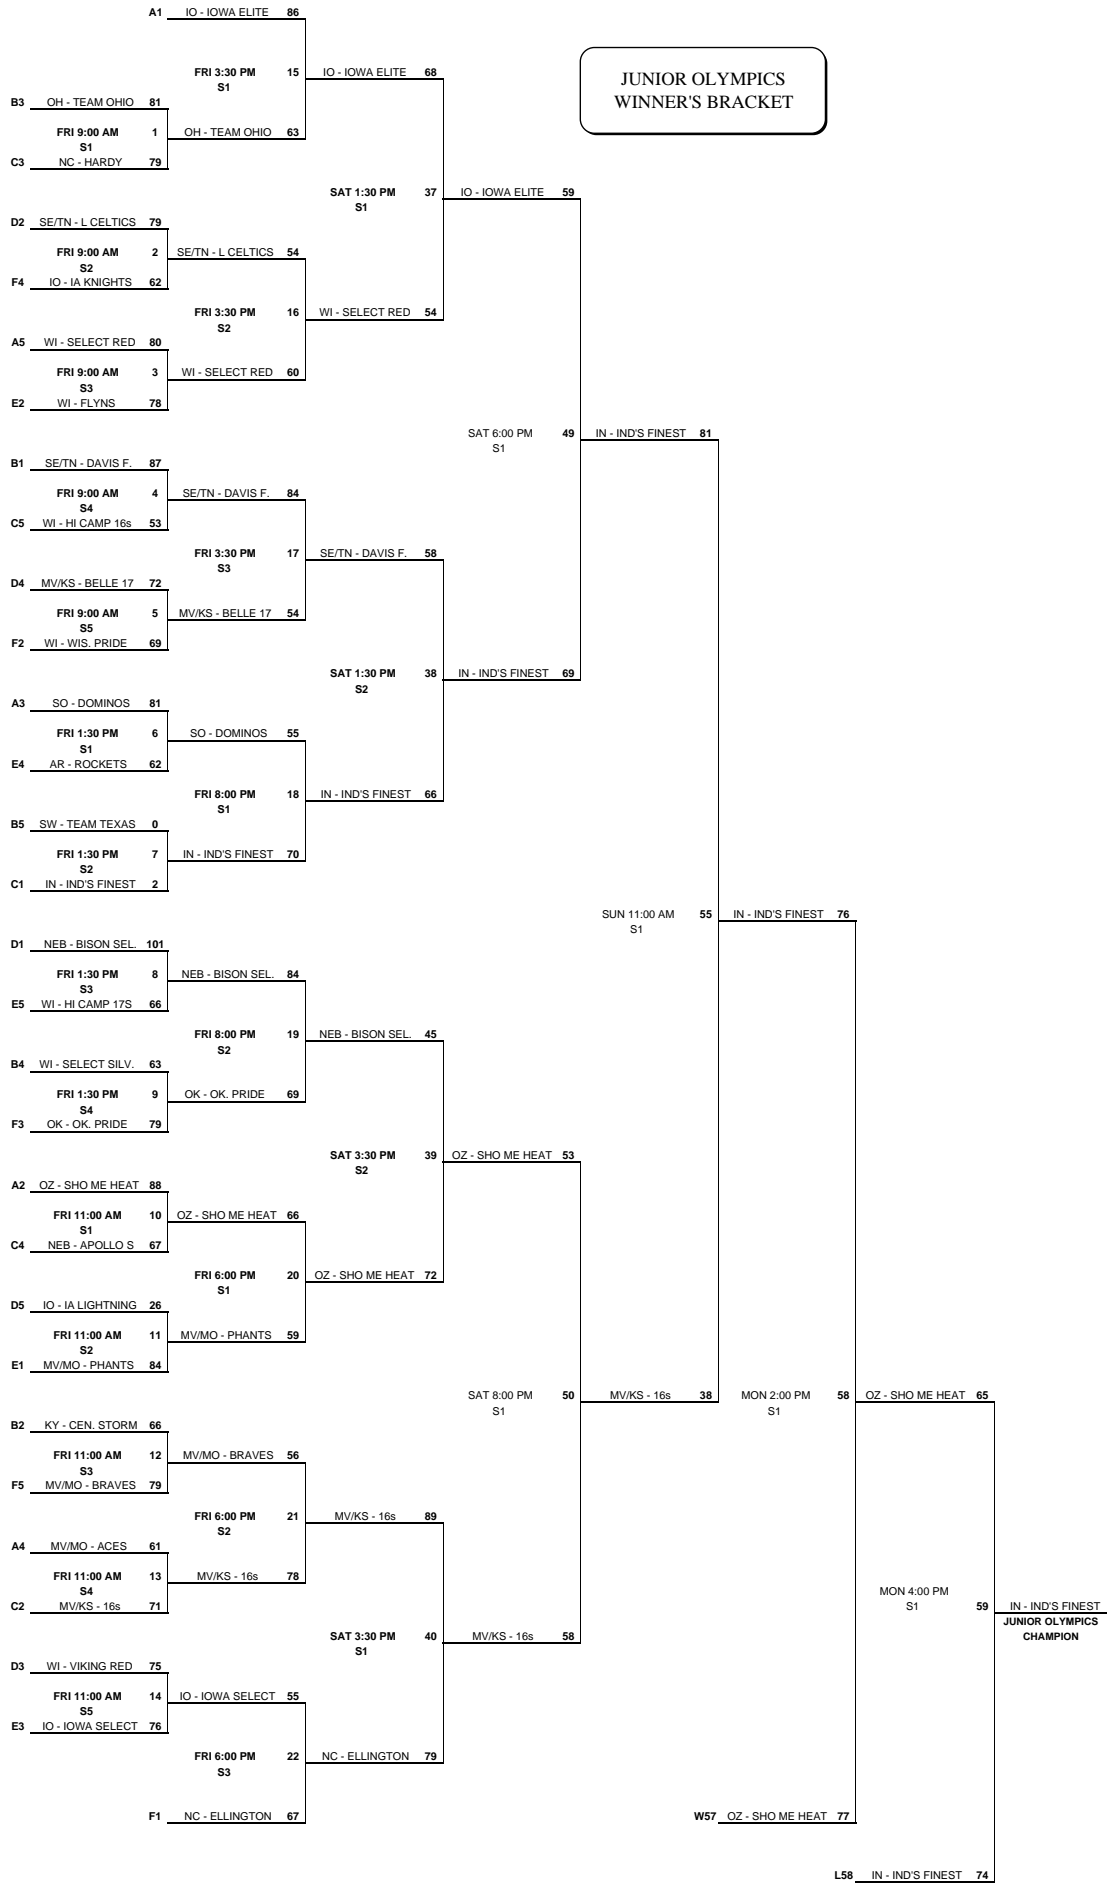 A1 IO - IOWA ELITE 86
JUNIOR OLYMPICS
WINNER'S BRACKET
FRI 3:30 PM 15 IO - IOWA ELITE 68
S1
B3 OH - TEAM OHIO 81
FRI 9:00 AM 1 OH - TEAM OHIO 63
S1
C3 NC - HARDY 79
SAT 1:30 PM 37 IO - IOWA ELITE 59
S1
D2 SE/TN - L CELTICS 79
FRI 9:00 AM 2 SE/TN - L CELTICS 54
S2
F4 IO - IA KNIGHTS 62
FRI 3:30 PM 16 WI - SELECT RED 54
S2
A5 WI - SELECT RED 80
FRI 9:00 AM 3 WI - SELECT RED 60
S3
E2 WI - FLYNS 78
SAT 6:00 PM 49 IN - IND'S FINEST 81
S1
B1 SE/TN - DAVIS F. 87
FRI 9:00 AM 4 SE/TN - DAVIS F. 84
S4
C5 WI - HI CAMP 16s 53
FRI 3:30 PM 17 SE/TN - DAVIS F. 58
S3
D4 MV/KS - BELLE 17 72
FRI 9:00 AM 5 MV/KS - BELLE 17 54
S5
F2 WI - WIS. PRIDE 69
SAT 1:30 PM 38 IN - IND'S FINEST 69
S2
A3 SO - DOMINOS 81
FRI 1:30 PM 6 SO - DOMINOS 55
S1
E4 AR - ROCKETS 62
FRI 8:00 PM 18 IN - IND'S FINEST 66
S1
B5 SW - TEAM TEXAS 0
FRI 1:30 PM 7 IN - IND'S FINEST 70
S2
C1 IN - IND'S FINEST 2
SUN 11:00 AM 55 IN - IND'S FINEST 76
S1
D1 NEB - BISON SEL. 101
FRI 1:30 PM 8 NEB - BISON SEL. 84
S3
E5 WI - HI CAMP 17S 66
FRI 8:00 PM 19 NEB - BISON SEL. 45
S2
B4 WI - SELECT SILV. 63
FRI 1:30 PM 9 OK - OK. PRIDE 69
S4
F3 OK - OK. PRIDE 79
SAT 3:30 PM 39 OZ - SHO ME HEAT 53
S2
A2 OZ - SHO ME HEAT 88
FRI 11:00 AM 10 OZ - SHO ME HEAT 66
S1
C4 NEB - APOLLO S 67
FRI 6:00 PM 20 OZ - SHO ME HEAT 72
S1
D5 IO - IA LIGHTNING 26
FRI 11:00 AM 11 MV/MO - PHANTS 59
S2
E1 MV/MO - PHANTS 84
SAT 8:00 PM 50 MV/KS - 16s 38 MON 2:00 PM 58 OZ - SHO ME HEAT 65
S1 S1
B2 KY - CEN. STORM 66
FRI 11:00 AM 12 MV/MO - BRAVES 56
S3
F5 MV/MO - BRAVES 79
FRI 6:00 PM 21 MV/KS - 16s 89
S2
A4 MV/MO - ACES 61
FRI 11:00 AM 13 MV/KS - 16s 78
S4
C2 MV/KS - 16s 71
MON 4:00 PM
S1 59 IN - IND'S FINEST
JUNIOR OLYMPICS
CHAMPION
SAT 3:30 PM 40 MV/KS - 16s 58
S1
D3 WI - VIKING RED 75
FRI 11:00 AM 14 IO - IOWA SELECT 55
S5
E3 IO - IOWA SELECT 76
FRI 6:00 PM 22 NC - ELLINGTON 79
S3
F1 NC - ELLINGTON 67
W57 OZ - SHO ME HEAT 77
L58 IN - IND'S FINEST 74